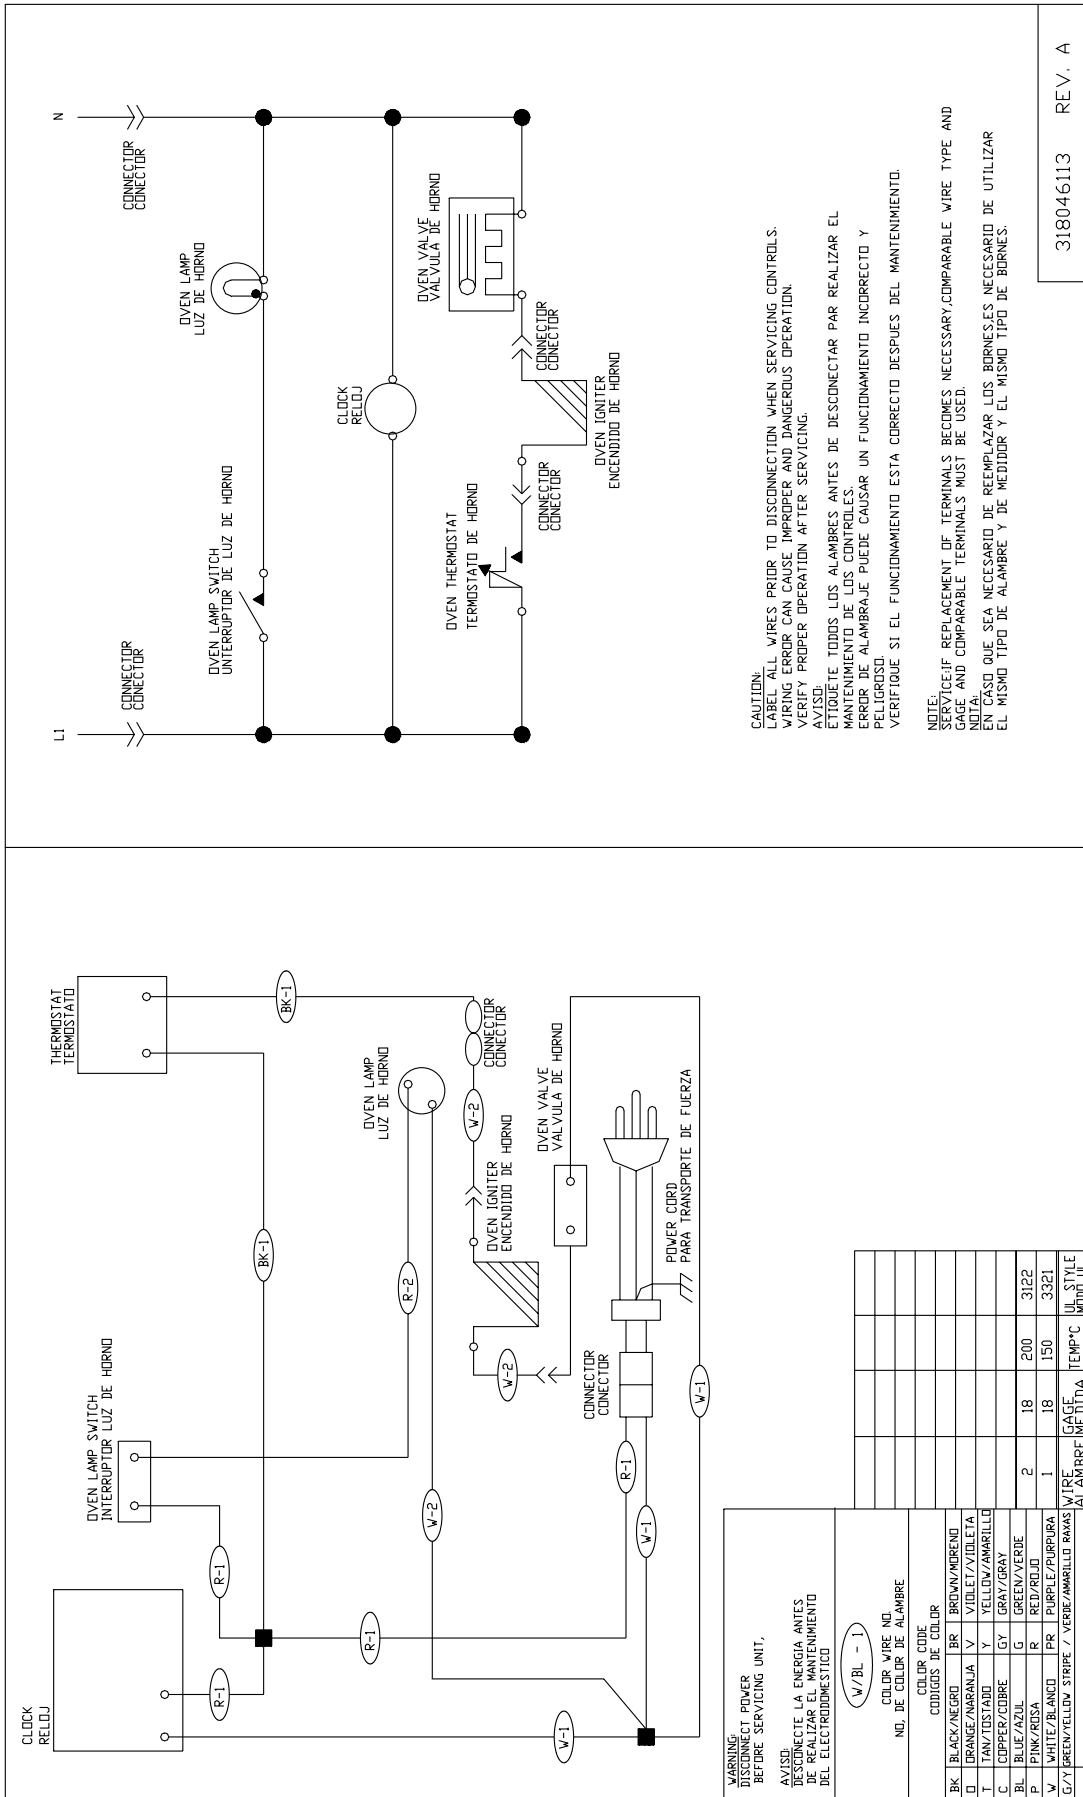 CLOCK
RELOJ
OVEN LAMP SWITCH
INTERRUPTOR LUZ DE HORNO
THERMOSTAT
TERMOSTATO
R-1
R-1
BK-1
BK-1
R-1
R-2
OVEN LAMP
LUZ DE HORNO
W-2
W-2
CONNECTOR
CONECTOR
OVEN IGNITER
ENCENDIDO DE HORNO
W-2
OVEN VALVE
VALVULA DE HORNO
CONNECTOR
CONECTOR
R-1
W-1
W-1
W-1
POWER CORD
PARA TRANSPORTE DE FUERZA
WARNING:
DISCONNECT POWER
BEFORE SERVICING UNIT,
AVISO:
DESCONECTE LA ENERGIA ANTES
DE REALIZAR EL MANTENIMIENTO
DEL ELECTRODOMESTICO
W/BL - 1
COLOR WIRE NO.
NO, DE COLOR DE ALAMBRE
COLOR CODE
CODIGOS DE COLOR
BK BLACK/NEGRO BR BROWN/MORENO
O ORANGE/NARANJA V VIOLET/VIOLETA
T TAN/TOSTADO Y YELLOW/AMARILLO
C COPPER/COBRE GY GRAY/GRAY
BL BLUE/AZUL G GREEN/VERDE
P PINK/ROSA R RED/ROJO
W WHITE/BLANCO PR PURPLE/PURPURA
G/Y GREEN/YELLOW STRIPE / VERDE/AMARILLO RAXAS
2 18 200 3122
1 18 150 3321
WIRE GAGE TEMP°C UL STYLE
ALAMBRE MEDIDA MODO UL
L1
N
CONNECTOR
CONECTOR
CONNECTOR
CONECTOR
OVEN LAMP SWITCH
UNTERRUPTOR DE LUZ DE HORNO
OVEN LAMP
LUZ DE HORNO
CLOCK
RELOJ
OVEN THERMOSTAT
TERMOSTATO DE HORNO
OVEN VALVE
VALVULA DE HORNO
CONNECTOR
CONECTOR
CONNECTOR
CONECTOR
OVEN IGNITER
ENCENDIDO DE HORNO
CAUTION:
LABEL ALL WIRES PRIOR TO DISCONNECTION WHEN SERVICING CONTROLS.
WIRING ERROR CAN CAUSE IMPROPER AND DANGEROUS OPERATION.
VERIFY PROPER OPERATION AFTER SERVICING.
AVISO:
ETIQUETE TODOS LOS ALAMBRES ANTES DE DESCONECTAR PAR REALIZAR EL
MANTENIMIENTO DE LOS CONTROLES.
ERROR DE ALAMBRAJE PUEDE CAUSAR UN FUNCIONAMIENTO INCORRECTO Y
PELIGROSO.
VERIFIQUE SI EL FUNCIONAMIENTO ESTA CORRECTO DESPUES DEL MANTENIMIENTO.
NOTE:
SERVICE:IF REPLACEMENT OF TERMINALS BECOMES NECESSARY,COMPARABLE WIRE TYPE AND
GAGE AND COMPARABLE TERMINALS MUST BE USED.
NOTA:
EN CASO QUE SEA NECESARIO DE REEMPLAZAR LOS BORNES,ES NECESARIO DE UTILIZAR
EL MISMO TIPO DE ALAMBRE Y DE MEDIDOR Y EL MISMO TIPO DE BORNES.
318046113 REV. A